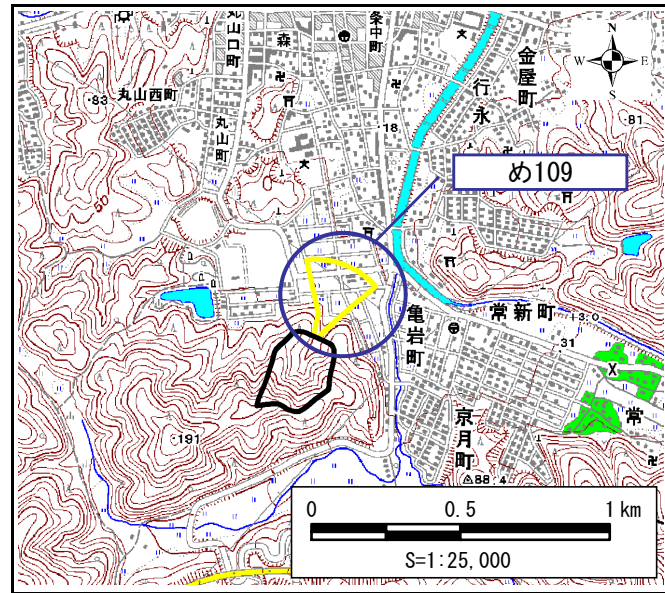 丸山口町
森
条中町
N
W E
S
金屋町
行永
・83
丸山西町
丸山町
・18
・81
め109
50
亀岩町
常新町
13.0
・31
常
・191
京月町
88.4
0 0.5 1 km
S=1:25,000